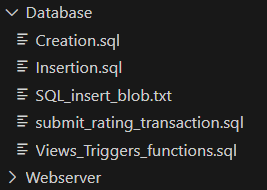 Database
Creation.sql
Insertion.sql
SQL_insert_blob.txt
submit_rating_transaction.sql
Views_Triggers_functions.sql
Webserver